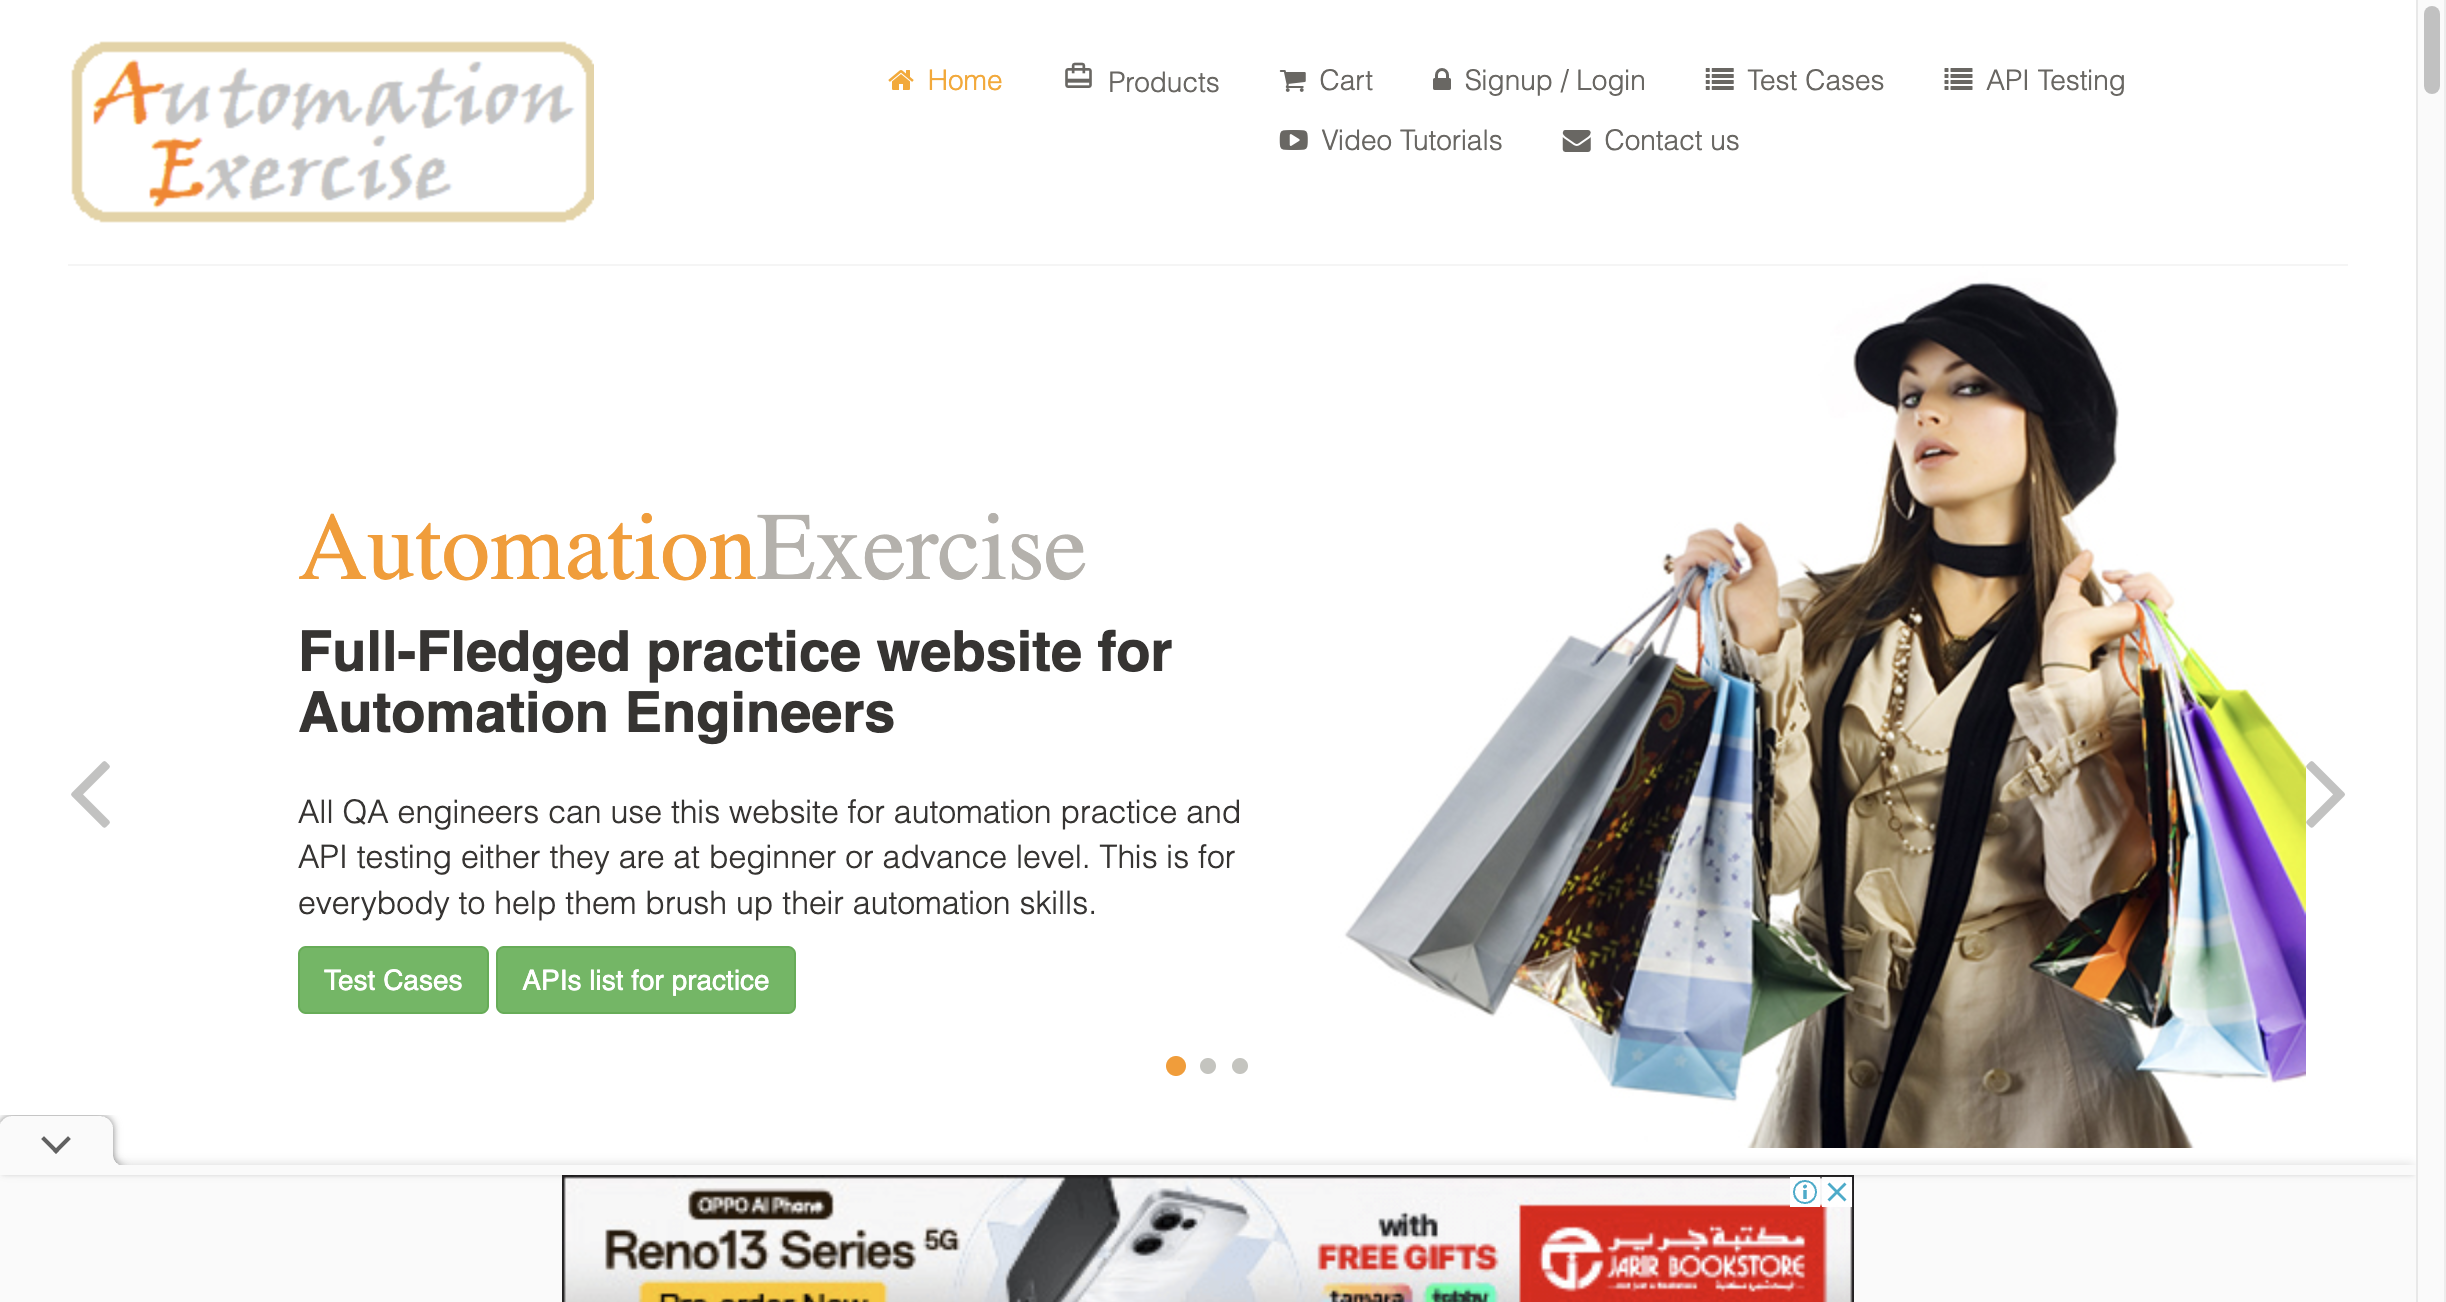 Automation
Exercise
Home
Products
Cart
Signup / Login
Test Cases
API Testing
Video Tutorials
Contact us
AutomationExercise
Full-Fledged practice website for
Automation Engineers
All QA engineers can use this website for automation practice and
API testing either they are at beginner or advance level. This is for
everybody to help them brush up their automation skills.
Test Cases
APIs list for practice
OPPO AI Phone
Reno13 Series 5G
Pre-order Now
with
FREE GIFTS
tamara
tabby
مكتبة جرير
JARIR BOOKSTORE